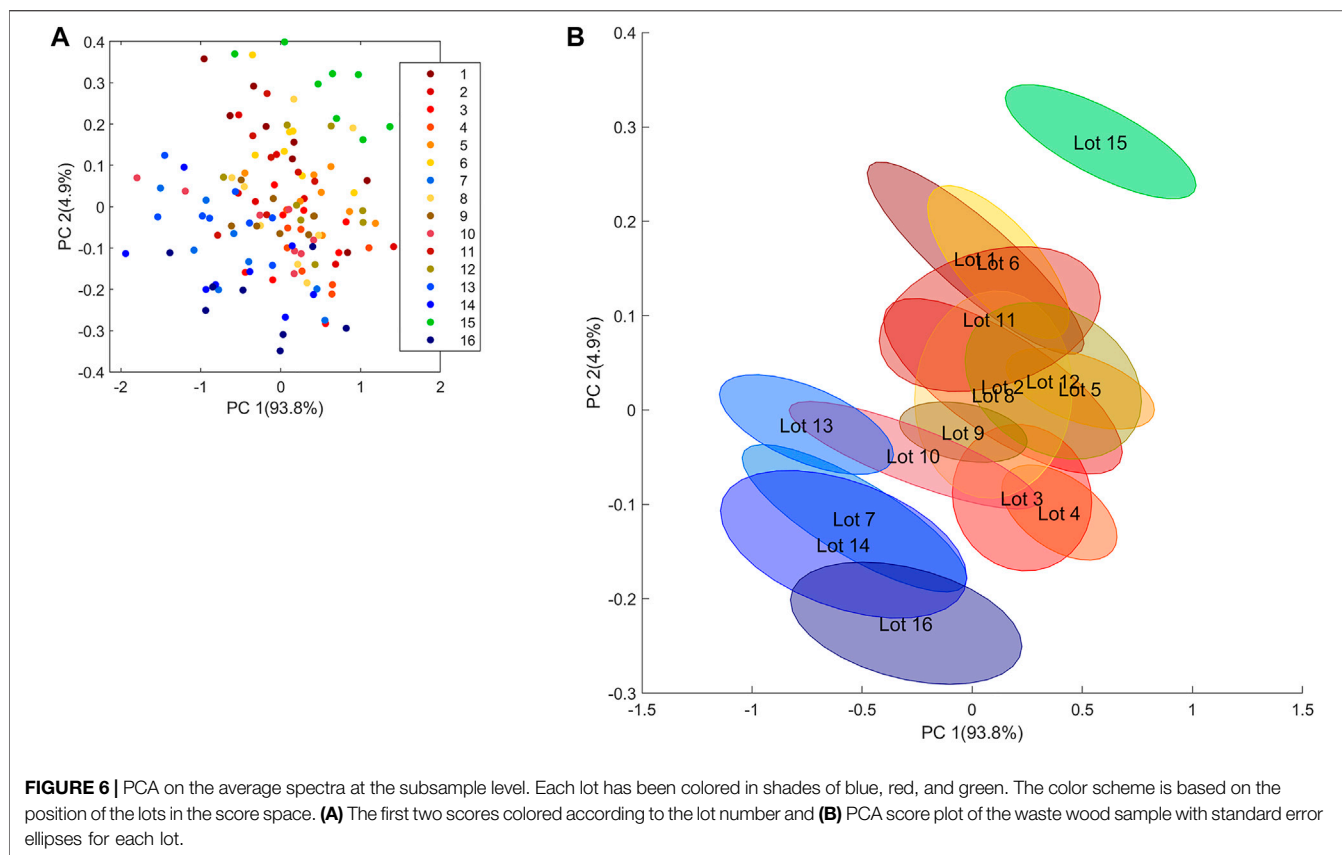 A
0.4
0.3
0.2
0.1
0
-0.1
-0.2
-0.3
-0.4
PC 2(4.9%)
-2
-1
0
1
2
PC 1(93.8%)
1
2
3
4
5
6
7
8
9
10
11
12
13
14
15
16
B
0.4
0.3
0.2
0.1
0
-0.1
-0.2
-0.3
PC 2(4.9%)
Lot 15
Lot 1
Lot 6
Lot 11
Lot 2
Lot 12
Lot 5
Lot 8
Lot 13
Lot 9
Lot 10
Lot 3
Lot 4
Lot 7
Lot 14
Lot 16
-1.5
-1
-0.5
0
0.5
1
1.5
PC 1(93.8%)
FIGURE 6 | PCA on the average spectra at the subsample level. Each lot has been colored in shades of blue, red, and green. The color scheme is based on the
position of the lots in the score space. (A) The first two scores colored according to the lot number and (B) PCA score plot of the waste wood sample with standard error
ellipses for each lot.